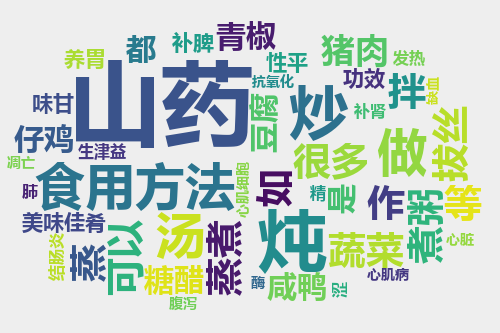 都
补脾
青椒
猪肉
发热
养胃
性平
功效
抗氧化
山药
味甘
豆腐
炒
拌
补肾
仔鸡
生津益
拔丝
凋亡
很多
做
肺
食用方法
心肌细胞
如
精
是
作
煮粥
等
美味佳肴
可以
汤
蒸煮
炖
蔬菜
心脏
结肠炎
蒸
糖醋
酶
咸鸭
涩
心肌病
腹泻